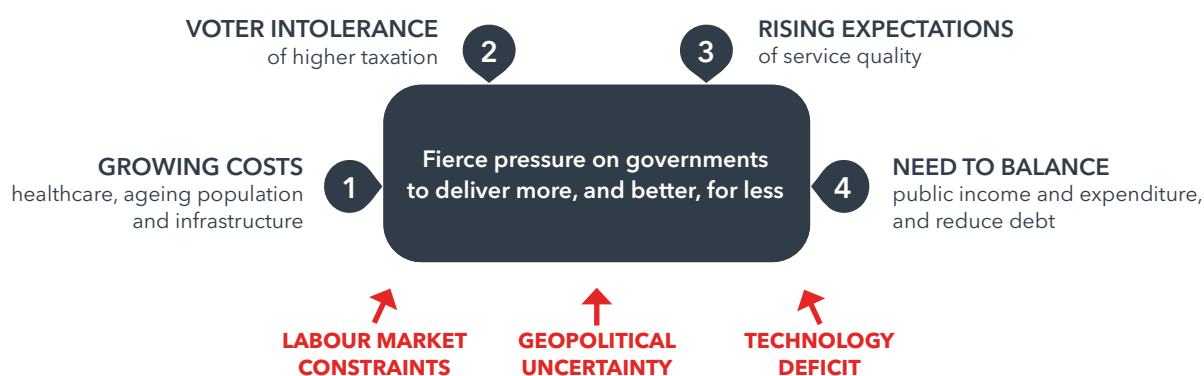 VOTER INTOLERANCE
of higher taxation
2
3
RISING EXPECTATIONS
of service quality
GROWING COSTS
healthcare, ageing population
and infrastructure
1
Fierce pressure on governments
to deliver more, and better, for less
4
NEED TO BALANCE
public income and expenditure,
and reduce debt
LABOUR MARKET
CONSTRAINTS
GEOPOLITICAL
UNCERTAINTY
TECHNOLOGY
DEFICIT